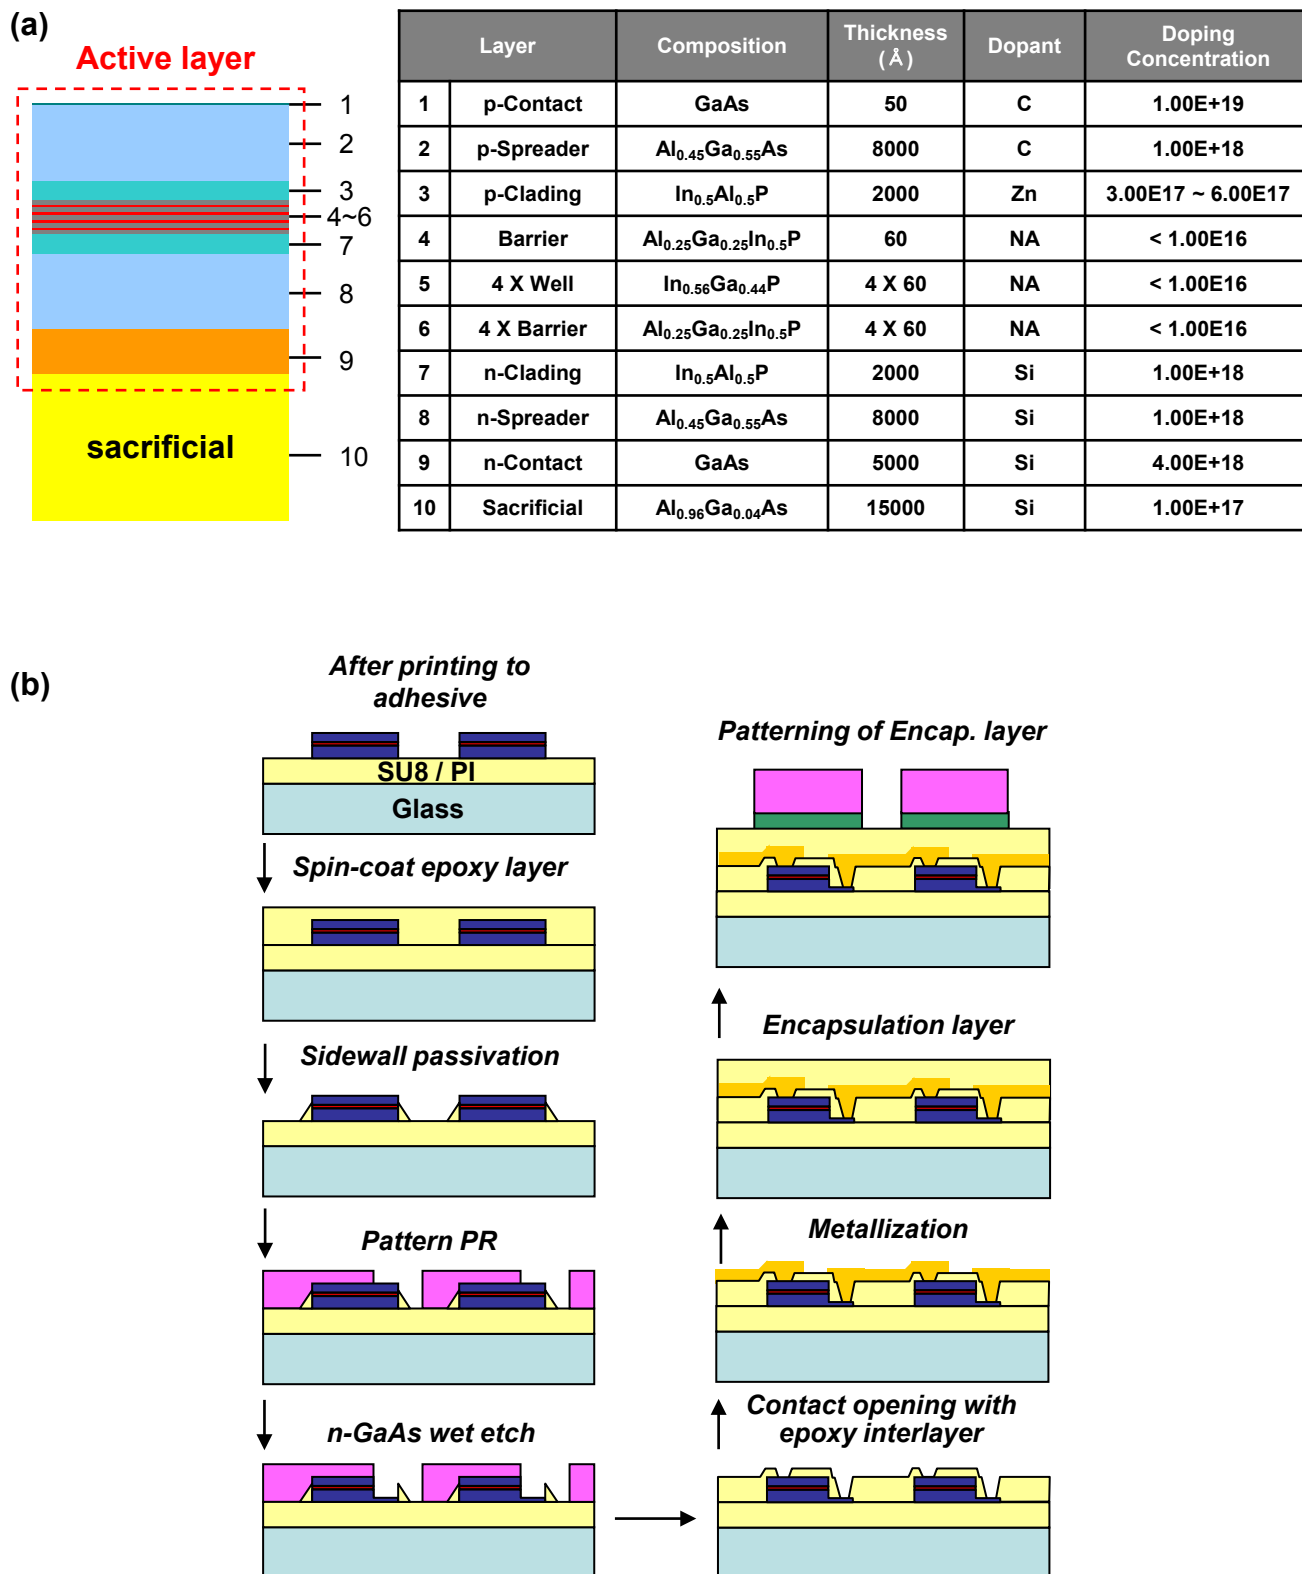 (a)
Active layer
1
2
3
4~6
7
8
9
10
sacrificial
Layer Composition Thickness (Å) Dopant Doping Concentration
1 p-Contact GaAs 50 C 1.00E+19
2 p-Spreader Al0.45Ga0.55As 8000 C 1.00E+18
3 p-Clading In0.5Al0.5P 2000 Zn 3.00E17 ~ 6.00E17
4 Barrier Al0.25Ga0.25In0.5P 60 NA < 1.00E16
5 4 X Well In0.56Ga0.44P 4 X 60 NA < 1.00E16
6 4 X Barrier Al0.25Ga0.25In0.5P 4 X 60 NA < 1.00E16
7 n-Clading In0.5Al0.5P 2000 Si 1.00E+18
8 n-Spreader Al0.45Ga0.55As 8000 Si 1.00E+18
9 n-Contact GaAs 5000 Si 4.00E+18
10 Sacrificial Al0.96Ga0.04As 15000 Si 1.00E+17
(b)
After printing to
adhesive
SU8 / PI
Glass
Spin-coat epoxy layer
Sidewall passivation
Pattern PR
n-GaAs wet etch
Contact opening with
epoxy interlayer
Metallization
Encapsulation layer
Patterning of Encap. layer